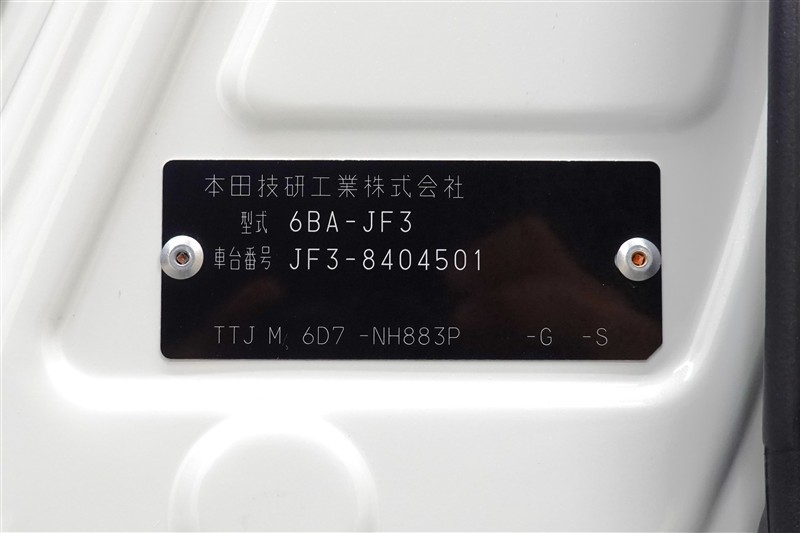 本田技研工業株式会社
型式 6BA-JF3
車台番号 JF3-8404501
TTJ M 6D7 -NH883P -G -S